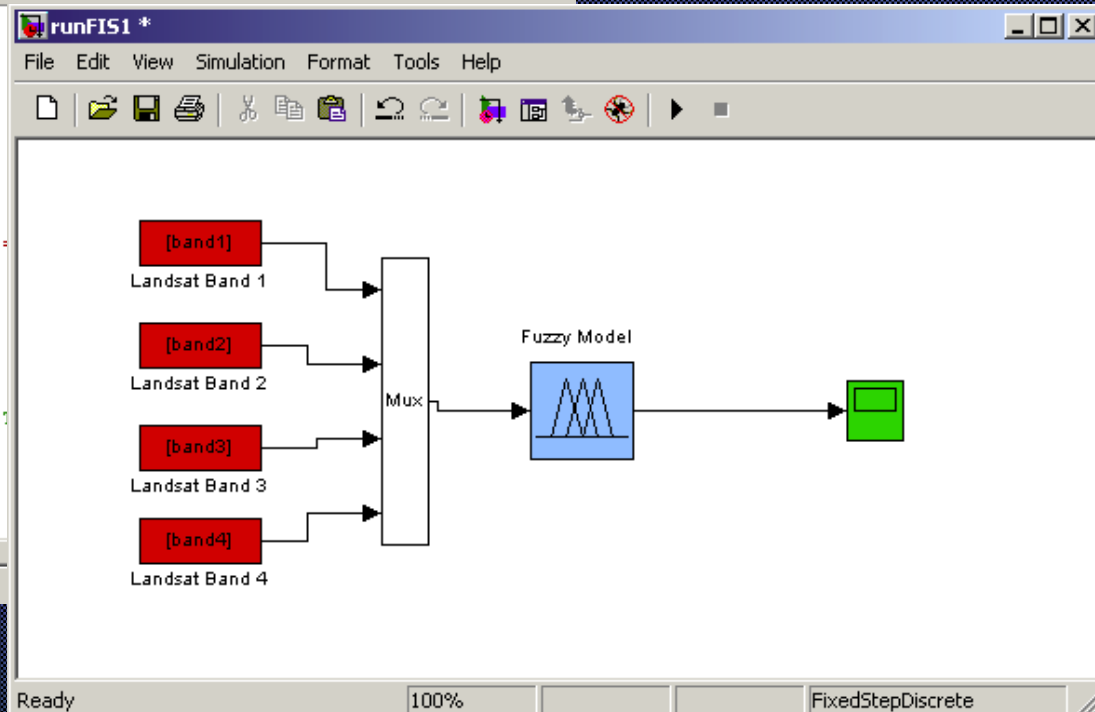 runFIS1 *
File Edit View Simulation Format Tools Help
[band1]
Landsat Band 1
[band2]
Landsat Band 2
[band3]
Landsat Band 3
[band4]
Landsat Band 4
Mux
Fuzzy Model
Ready 100% FixedStepDiscrete